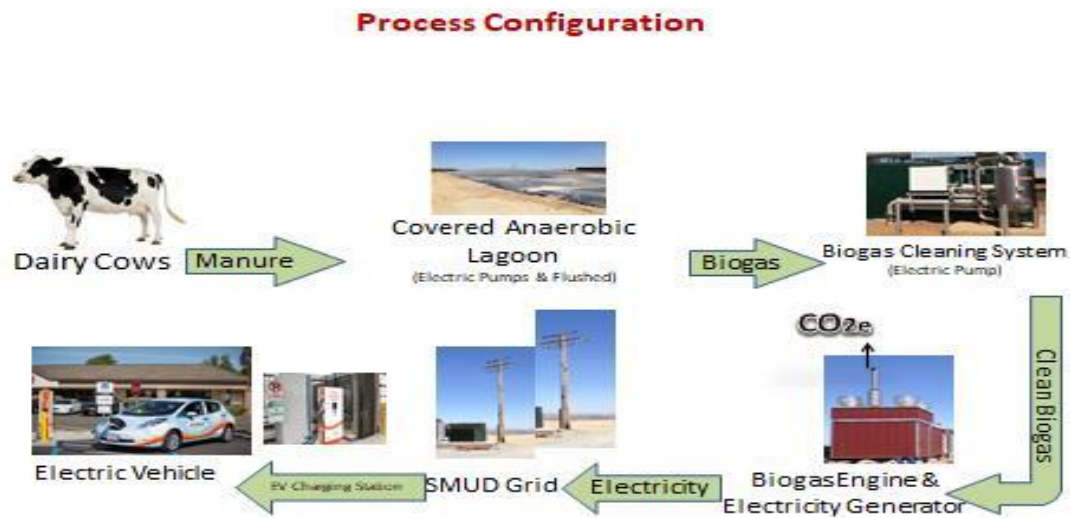 Process Configuration
Dairy Cows
Manure
Covered Anaerobic
Lagoon
(Electric Pumps & Flushed)
Biogas
Biogas Cleaning System
(Electric Pump)
Clean Biogas
CO2e
BiogasEngine &
Electricity Generator
Electricity
SMUD Grid
EV Charging Station
Electric Vehicle